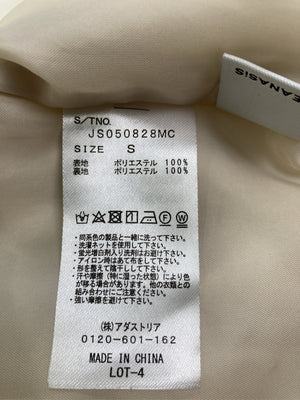 EANASiS
S/TNO.
JS050828MC
SIZE S
表地 ポリエステル 100%
裏地 ポリエステル 100%
・同系色の製品と一緒に洗って下さい。
・洗濯ネットを使用して下さい。
・蛍光増白剤入り洗剤はお避け下さい。
・アイロン時はあて布をして下さい。
・形を整えて陰干しして下さい。
・汗や摩擦(特に湿った状態)により色
が移る場合がありますので、他の衣類との
組み合わせにご注意下さい。
・強い摩擦を避けて下さい。
(株)アダストリア
0120-601-162
MADE IN CHINA
LOT-4